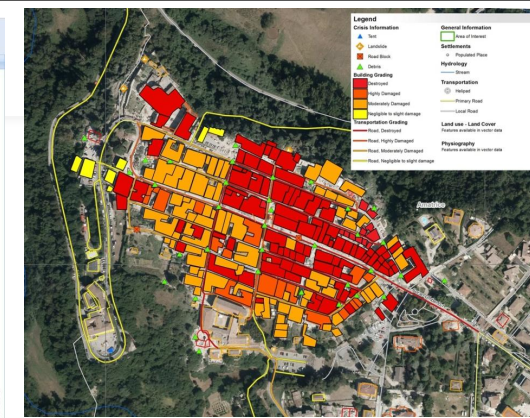 Legend
Crisis Information
Tent
Landslide
Road Block
Debris
Building Grading
Destroyed
Highly Damaged
Moderately Damaged
Negligible to slight damage
Transportation Grading
Road, Destroyed
Road, Highly Damaged
Road, Moderately Damaged
Road, Negligible to slight damage
General Information
Area of Interest
Settlements
Populated Place
Hydrology
Stream
Transportation
Helipad
Primary Road
Local Road
Land use - Land Cover
Features available in vector data
Physiography
Features available in vector data
Amatrice